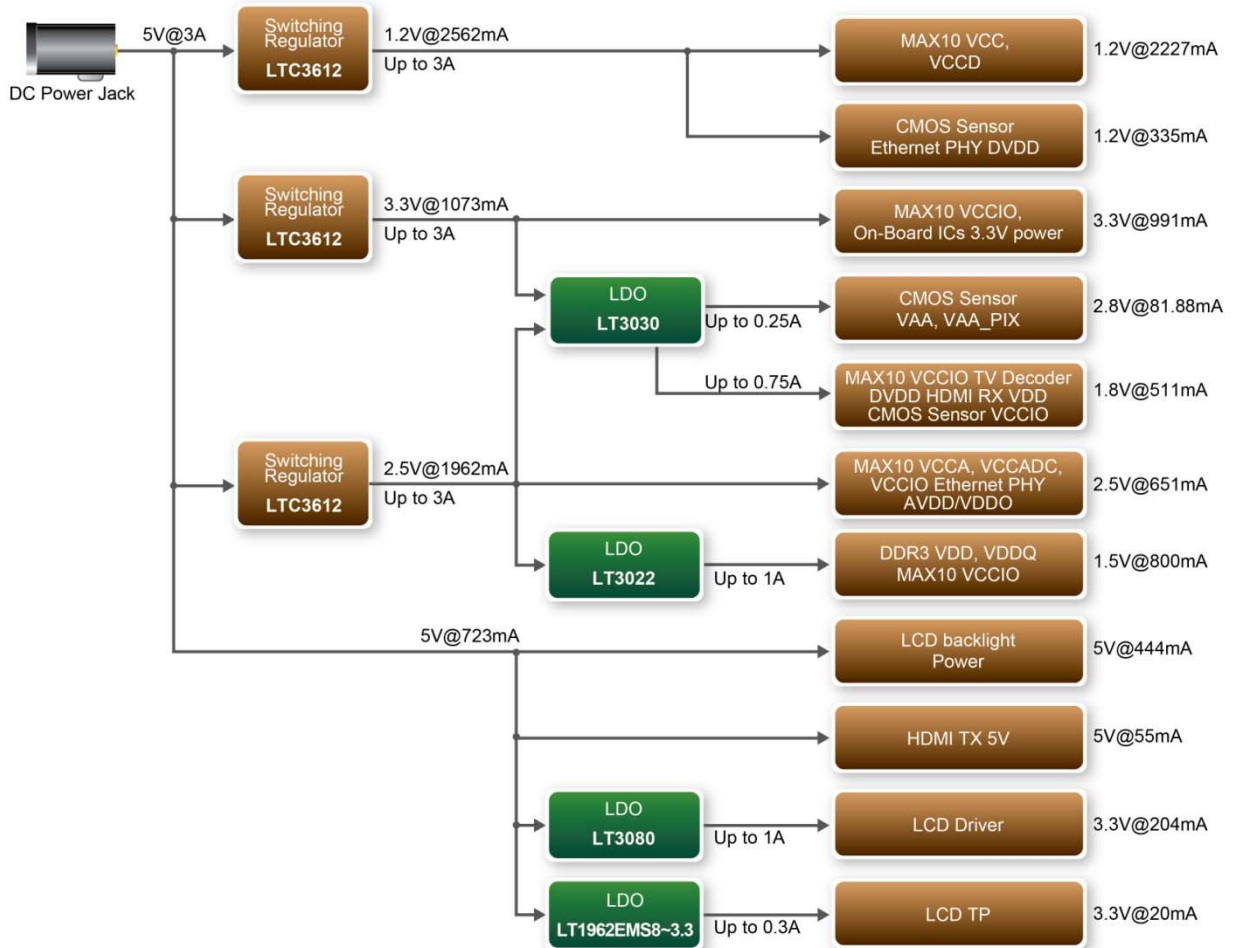 DC Power Jack
5V@3A
Switching
Regulator
LTC3612
1.2V@2562mA
Up to 3A
MAX10 VCC,
VCCD
1.2V@2227mA
CMOS Sensor
Ethernet PHY DVDD
1.2V@335mA
Switching
Regulator
LTC3612
3.3V@1073mA
Up to 3A
MAX10 VCCIO,
On-Board ICs 3.3V power
3.3V@991mA
LDO
LT3030
Up to 0.25A
CMOS Sensor
VAA, VAA_PIX
2.8V@81.88mA
Up to 0.75A
MAX10 VCCIO TV Decoder
DVDD HDMI RX VDD
CMOS Sensor VCCIO
1.8V@511mA
Switching
Regulator
LTC3612
2.5V@1962mA
Up to 3A
MAX10 VCCA, VCCADC,
VCCIO Ethernet PHY
AVDD/VDDO
2.5V@651mA
LDO
LT3022
Up to 1A
DDR3 VDD, VDDQ
MAX10 VCCIO
1.5V@800mA
5V@723mA
LCD backlight
Power
5V@444mA
HDMI TX 5V
5V@55mA
LDO
LT3080
Up to 1A
LCD Driver
3.3V@204mA
LDO
LT1962EMS8~3.3
Up to 0.3A
LCD TP
3.3V@20mA